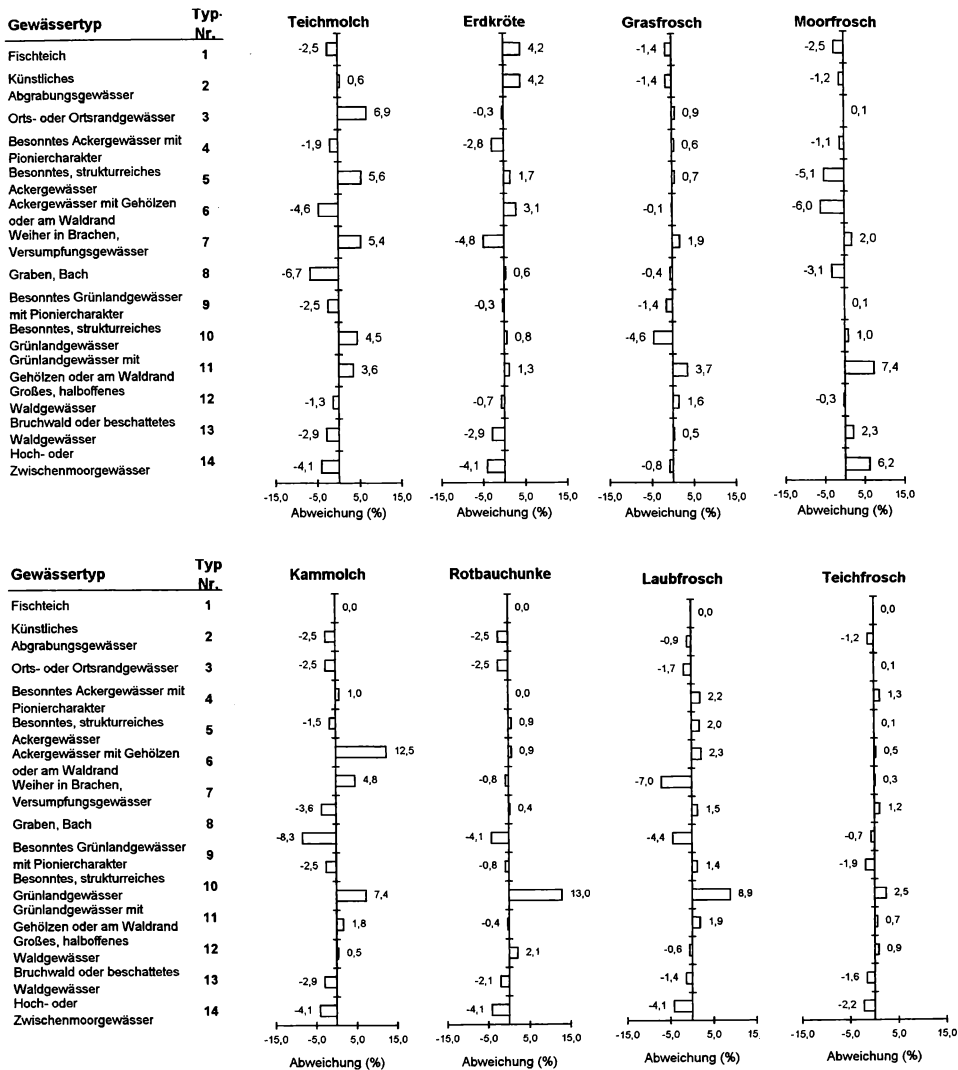 Gewässertyp Typ-Nr. Teichmolch Erdkröte Grasfrosch Moorfrosch
Fischteich 1 -2,5 4,2 -1,4 -2,5
Künstliches
Abgrabungsgewässer 2 0,6 4,2 -1,4 -1,2
Orts- oder Ortsrandgewässer 3 6,9 -0,3 0,9 0,1
Besonntes Ackergewässer mit
Pioniercharakter 4 -1,9 -2,8 0,6 -1,1
Besonntes, strukturreiches
Ackergewässer 5 5,6 1,7 0,7 -5,1
Ackergewässer mit Gehölzen
oder am Waldrand 6 -4,6 3,1 -0,1 -6,0
Weiher in Brachen,
Versumpfungsgewässer 7 5,4 -4,8 1,9 2,0
Graben, Bach 8 -6,7 0,6 -0,4 -3,1
Besonntes Grünlandgewässer
mit Pioniercharakter 9 -2,5 -0,3 -1,4 0,1
Besonntes, strukturreiches
Grünlandgewässer 10 4,5 0,8 -4,6 1,0
Grünlandgewässer mit
Gehölzen oder am Waldrand 11 3,6 1,3 3,7 7,4
Großes, halboffenes
Waldgewässer 12 -1,3 -0,7 1,6 -0,3
Bruchwald oder beschattetes
Waldgewässer 13 -2,9 -2,9 0,5 2,3
Hoch- oder
Zwischenmoorgewässer 14 -4,1 -4,1 -0,8 6,2
-15,0 -5,0 5,0 15,0 -15,0 -5,0 5,0 15,0 -15,0 -5,0 5,0 15,0 -15,0 -5,0 5,0 15,0
Abweichung (%) Abweichung (%) Abweichung (%) Abweichung (%)
Gewässertyp Typ Nr. Kammolch Rotbauchunke Laubfrosch Teichfrosch
Fischteich 1 0,0 0,0 0,0 0,0
Künstliches
Abgrabungsgewässer 2 -2,5 -2,5 -0,9 -1,2
Orts- oder Ortsrandgewässer 3 -2,5 -2,5 -1,7 0,1
Besonntes Ackergewässer mit
Pioniercharakter 4 1,0 0,0 2,2 1,3
Besonntes, strukturreiches
Ackergewässer 5 -1,5 0,9 2,0 0,1
Ackergewässer mit Gehölzen
oder am Waldrand 6 12,5 0,9 2,3 0,5
Weiher in Brachen,
Versumpfungsgewässer 7 4,8 -0,8 -7,0 0,3
-3,6 0,4 1,5 1,2
Graben, Bach 8 -8,3 -4,1 -4,4 -0,7
Besonntes Grünlandgewässer
mit Pioniercharakter 9 -2,5 -0,8 1,4 -1,9
Besonntes, strukturreiches
Grünlandgewässer 10 7,4 13,0 8,9 2,5
Grünlandgewässer mit
Gehölzen oder am Waldrand 11 1,8 -0,4 1,9 0,7
Großes, halboffenes
Waldgewässer 12 0,5 2,1 -0,6 0,9
Bruchwald oder beschattetes
Waldgewässer 13 -2,9 -2,1 -1,4 -1,6
Hoch- oder
Zwischenmoorgewässer 14 -4,1 -4,1 -4,1 -2,2
-15,0 -5,0 5,0 15,0 -15,0 -5,0 5,0 15,0 -15,0 -5,0 5,0 15, -15,0 -5,0 5,0 15,0
Abweichung (%) Abweichung (%) Abweichung (%) Abweichung (%)